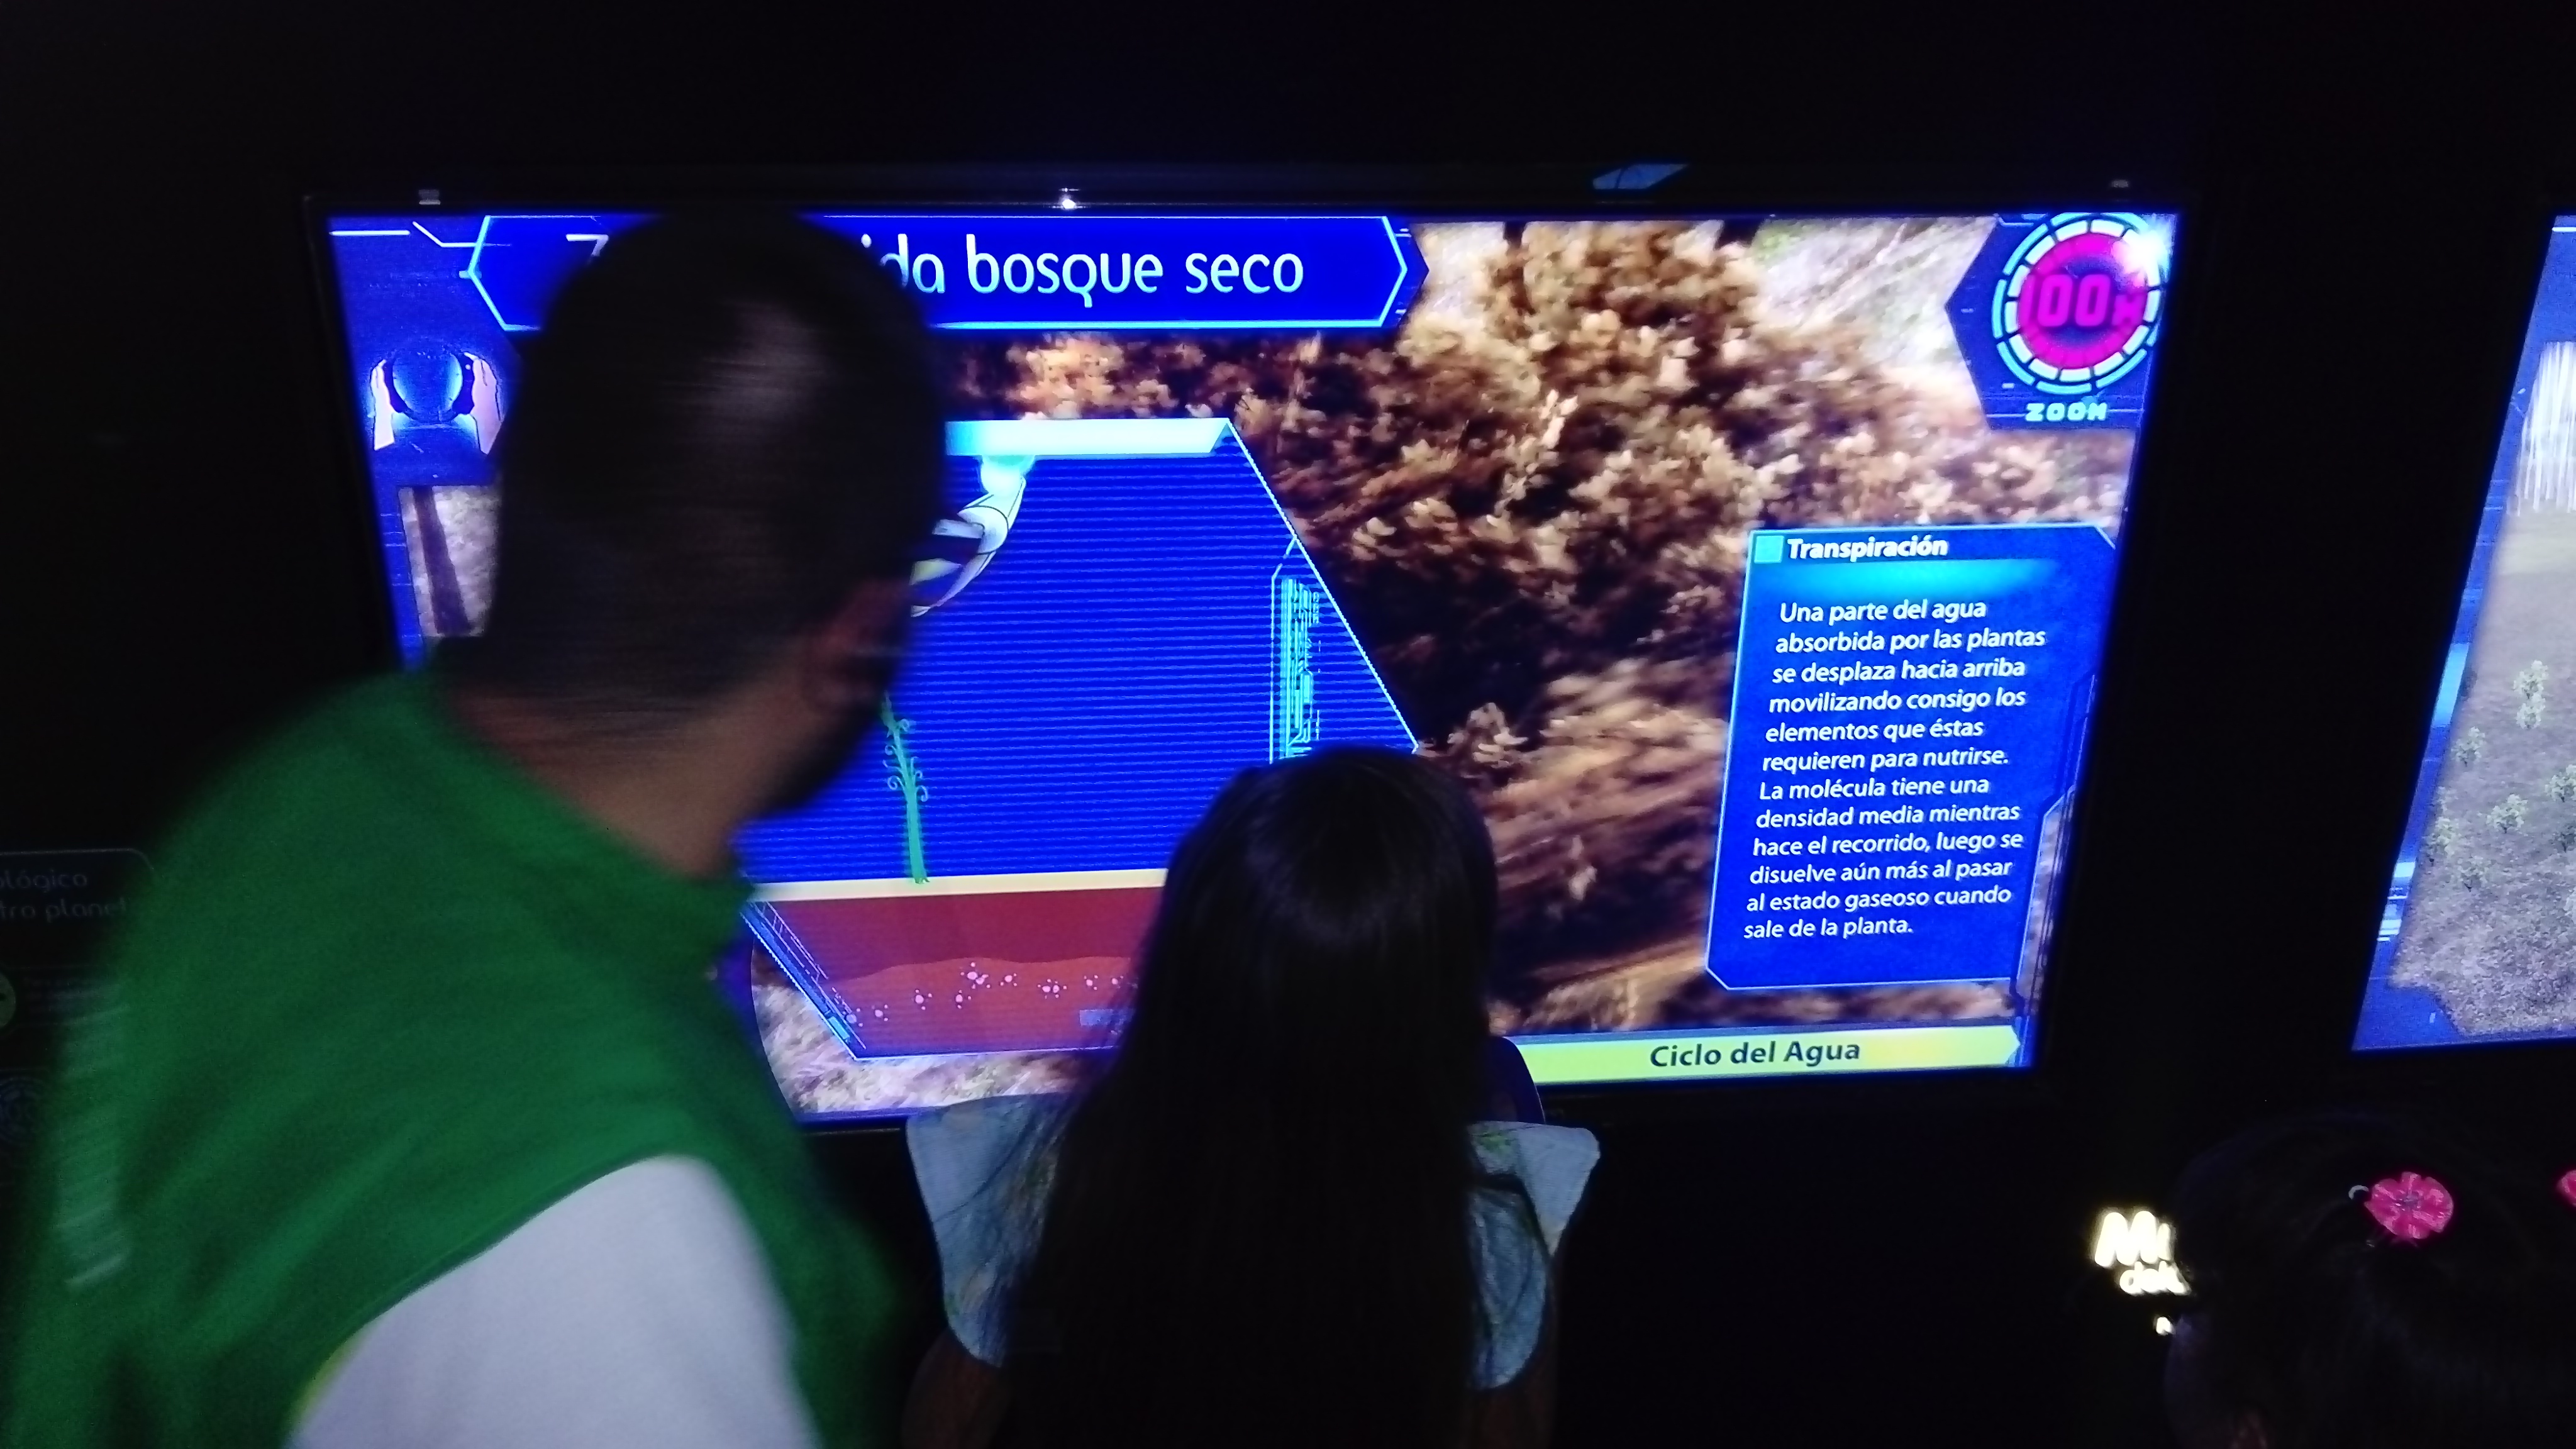 bosque seco
100x
ZOOM
Transpiración
Una parte del agua
absorbida por las plantas
se desplaza hacia arriba
movilizando consigo los
elementos que éstas
requieren para nutrirse.
La molécula tiene una
densidad media mientras
hace el recorrido, luego se
disuelve aún más al pasar
al estado gaseoso cuando
sale de la planta.
Ciclo del Agua